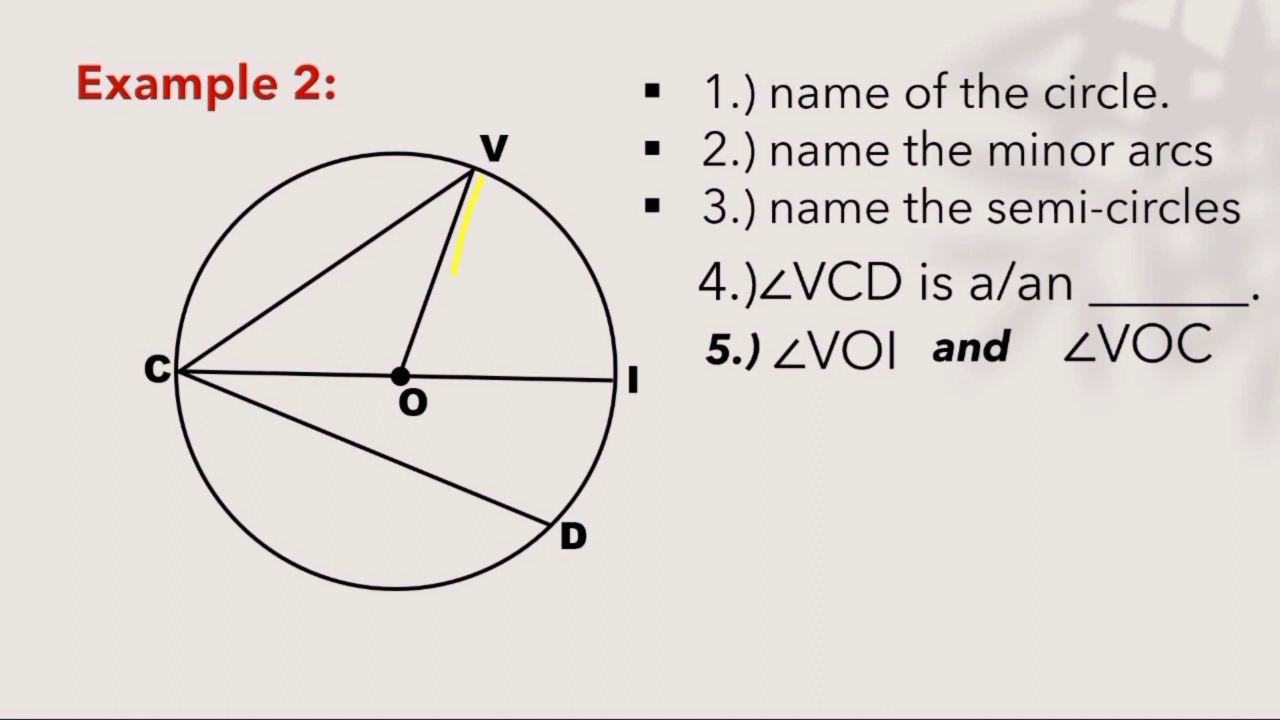 Example 2:
▪ 1.) name of the circle.
▪ 2.) name the minor arcs
▪ 3.) name the semi-circles
4.)∠VCD is a/an ______.
5.) ∠VOI and ∠VOC
V
C
O
I
D